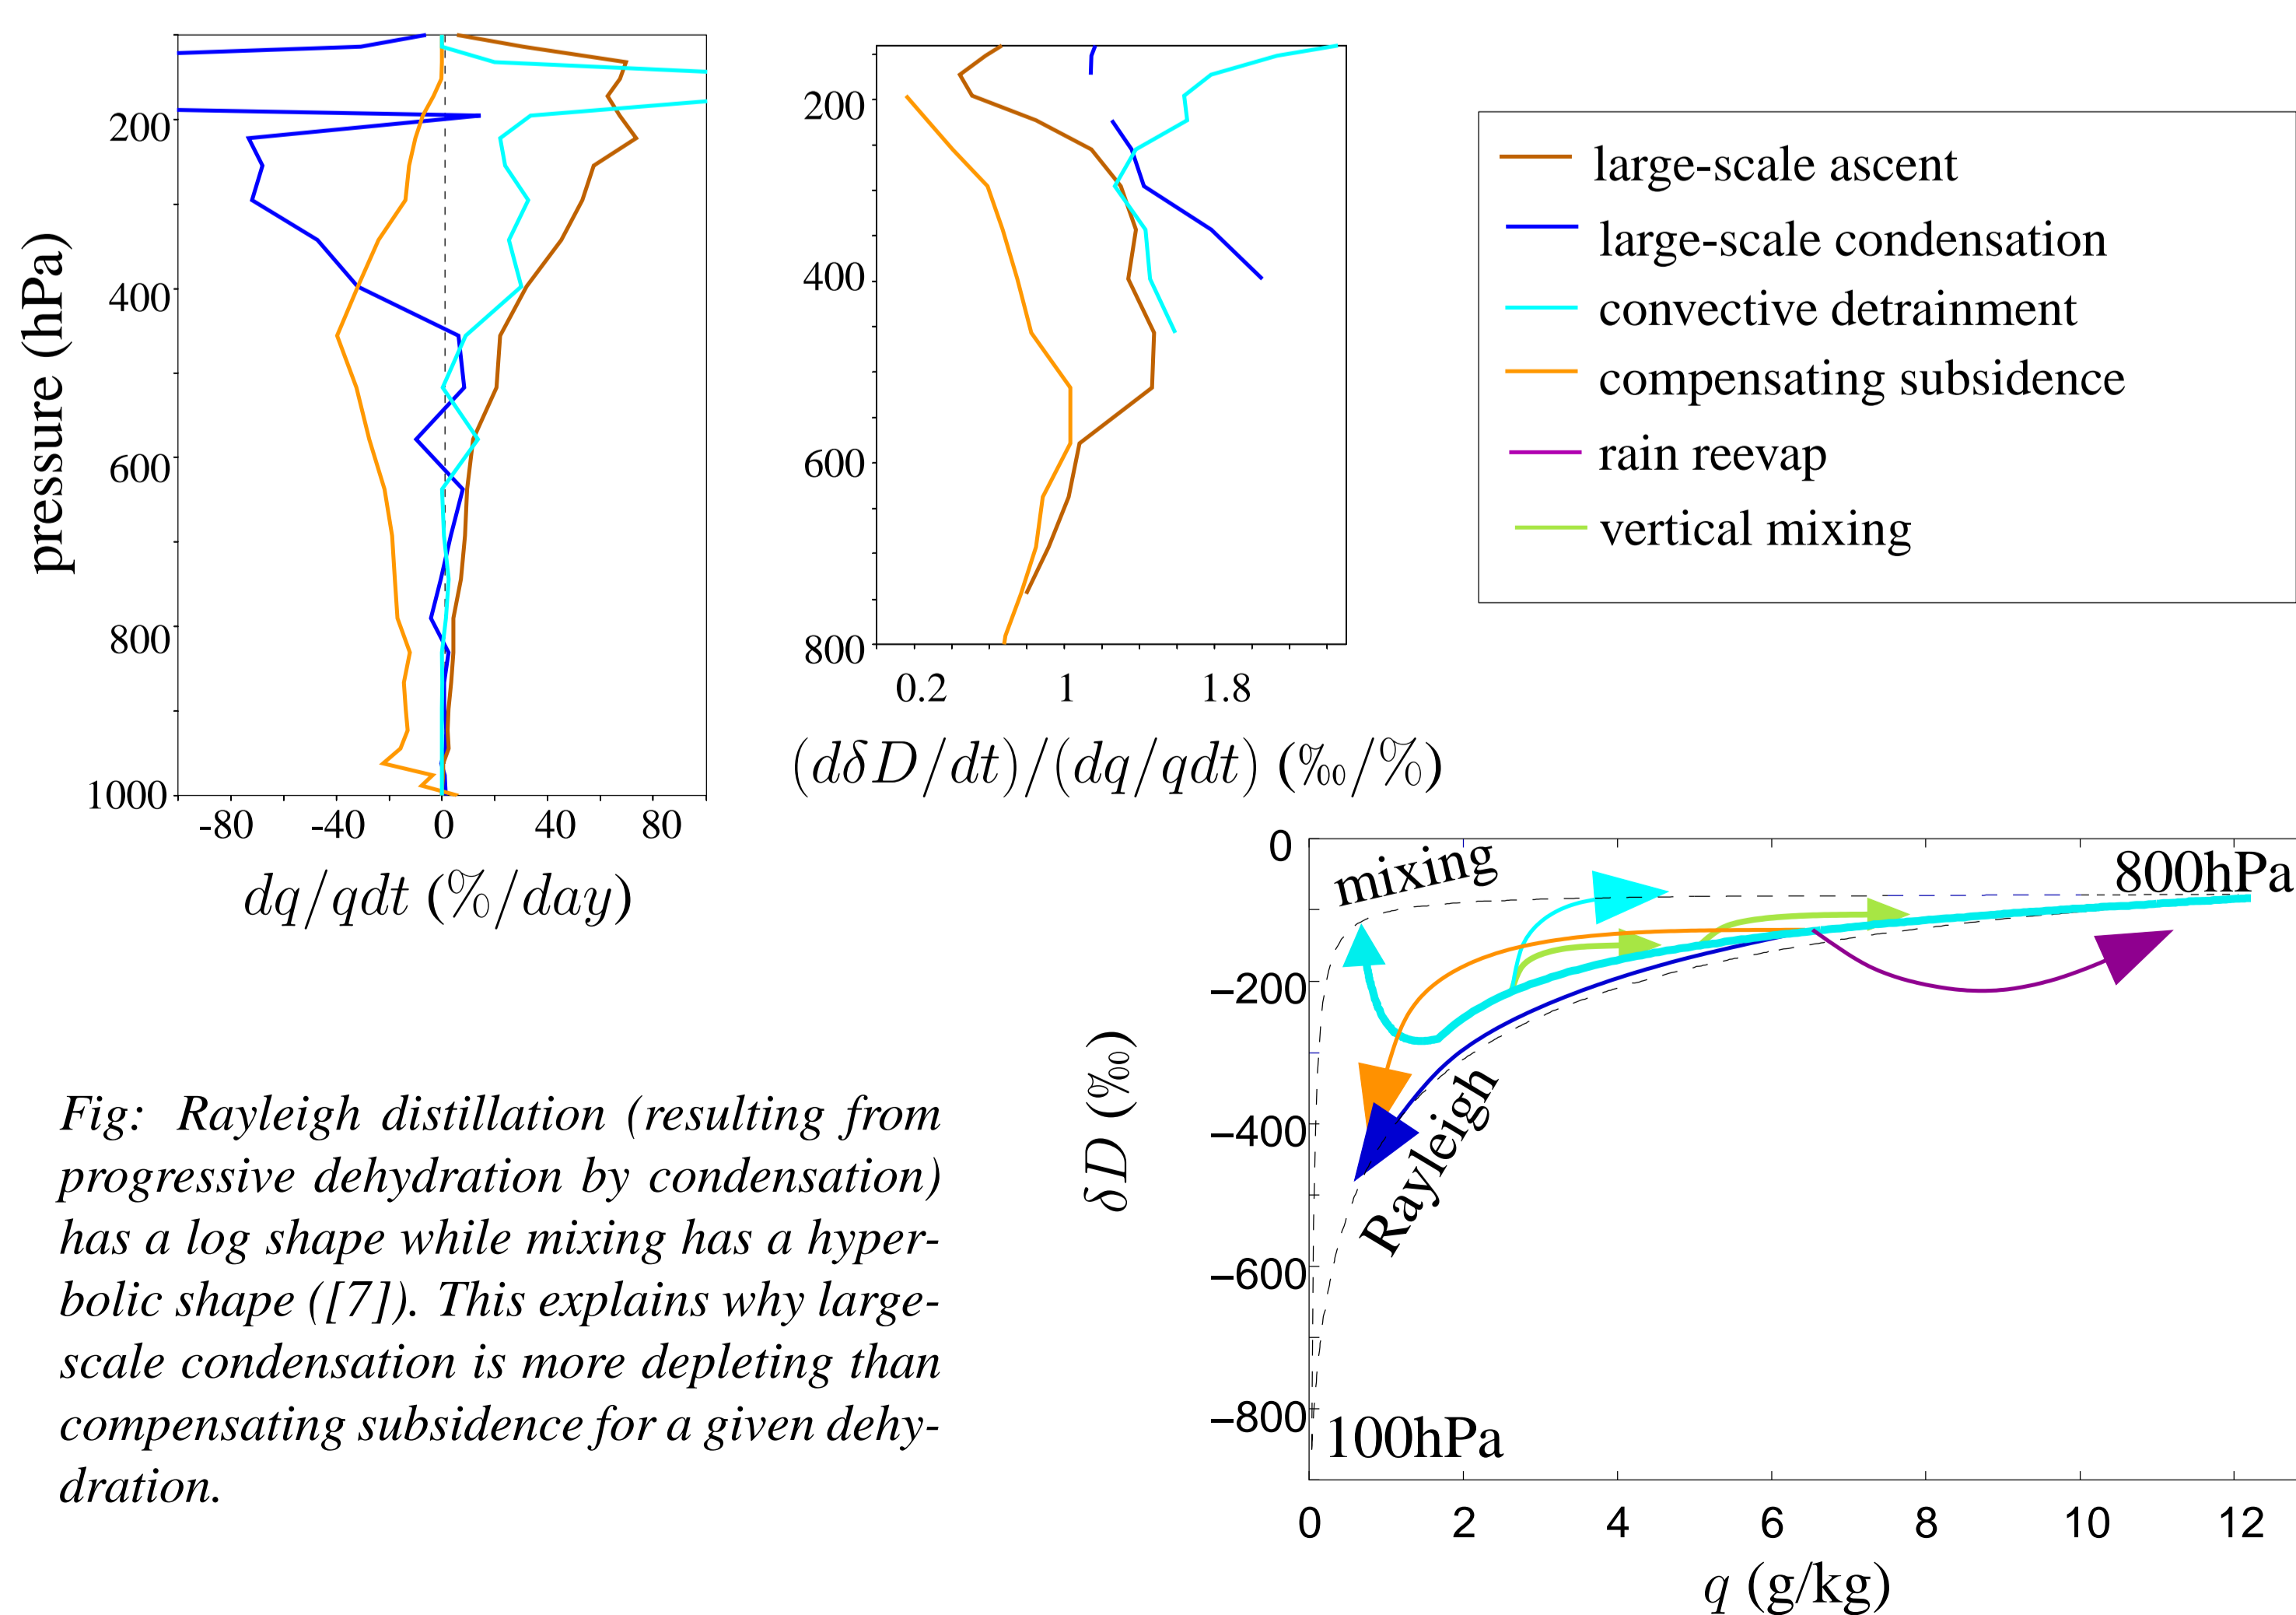 pressure (hPa)
200
400
600
800
1000
-80 -40 0 40 80
dq/qdt (%/day)
200
400
600
800
0.2 1 1.8
(dδD/dt)/(dq/qdt) (‰/%)
large-scale ascent
large-scale condensation
convective detrainment
compensating subsidence
rain reevap
vertical mixing
Fig: Rayleigh distillation (resulting from
progressive dehydration by condensation)
has a log shape while mixing has a hyper-
bolic shape ([7]). This explains why large-
scale condensation is more depleting than
compensating subsidence for a given dehy-
dration.
δD (‰)
0
−200
−400
−600
−800
mixing
800hPa
Rayleigh
100hPa
0 2 4 6 8 10 12
q (g/kg)